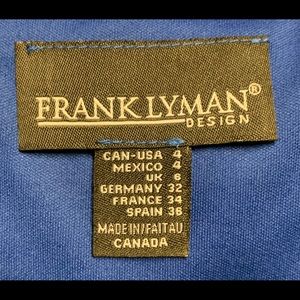 FRANK LYMAN®
DESIGN
CAN-USA 4
MEXICO 4
UK 6
GERMANY 32
FRANCE 34
SPAIN 36
MADE IN/FAIT AU
CANADA